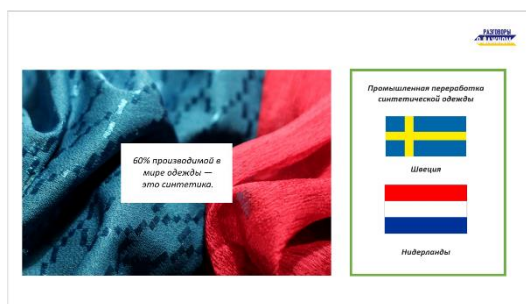 РАЗГОВОРЫ
О ВАЖНОМ
60% производимой в
мире одежды —
это синтетика.
Промышленная переработка
синтетической одежды
Швеция
Нидерланды